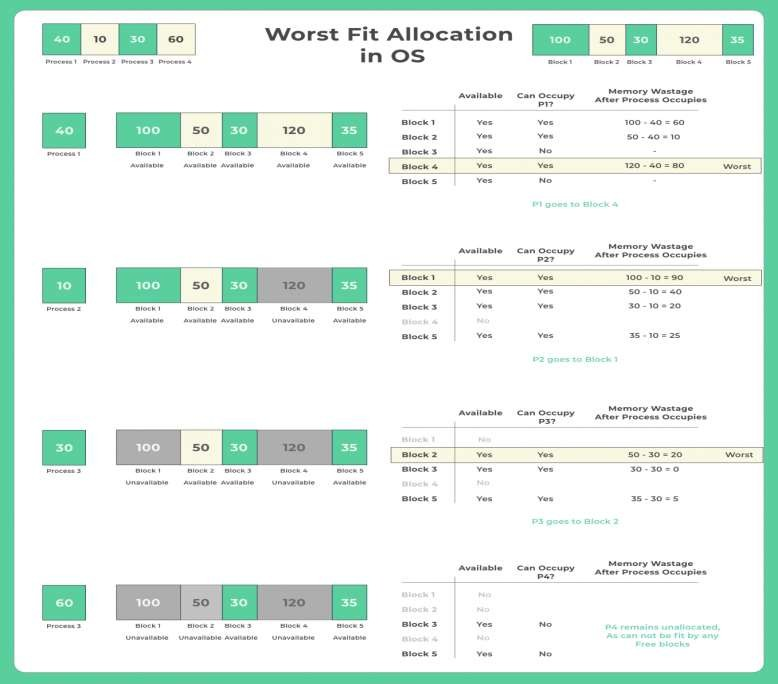 Worst Fit Allocation
in OS
40 10 30 60
Process 1 Process 2 Process 3 Process 4
100 50 30 120 35
Block 1 Block 2 Block 3 Block 4 Block 5
40
Process 1
100 50 30 120 35
Block 1 Block 2 Block 3 Block 4 Block 5
Available Available Available Available Available
Available Can Occupy P1? Memory Wastage After Process Occupies
Block 1 Yes Yes 100 - 40 = 60
Block 2 Yes Yes 50 - 40 = 10
Block 3 Yes No -
Block 4 Yes Yes 120 - 40 = 80 Worst
Block 5 Yes No -
P1 goes to Block 4
10
Process 2
100 50 30 120 35
Block 1 Block 2 Block 3 Block 4 Block 5
Available Available Available Unavailable Available
Available Can Occupy P2? Memory Wastage After Process Occupies
Block 1 Yes Yes 100 - 10 = 90 Worst
Block 2 Yes Yes 50 - 10 = 40
Block 3 Yes Yes 30 - 10 = 20
Block 4 No
Block 5 Yes Yes 35 - 10 = 25
P2 goes to Block 1
30
Process 3
100 50 30 120 35
Block 1 Block 2 Block 3 Block 4 Block 5
Unavailable Available Available Unavailable Available
Available Can Occupy P3? Memory Wastage After Process Occupies
Block 1 No
Block 2 Yes Yes 50 - 30 = 20 Worst
Block 3 Yes Yes 30 - 30 = 0
Block 4 No
Block 5 Yes Yes 35 - 30 = 5
P3 goes to Block 2
60
Process 3
100 50 30 120 35
Block 1 Block 2 Block 3 Block 4 Block 5
Unavailable Unavailable Available Unavailable Available
Available Can Occupy P4? Memory Wastage After Process Occupies
Block 1 No
Block 2 No
Block 3 Yes No
Block 4 No
Block 5 Yes No
P4 remains unallocated,
As can not be fit by any
Free blocks